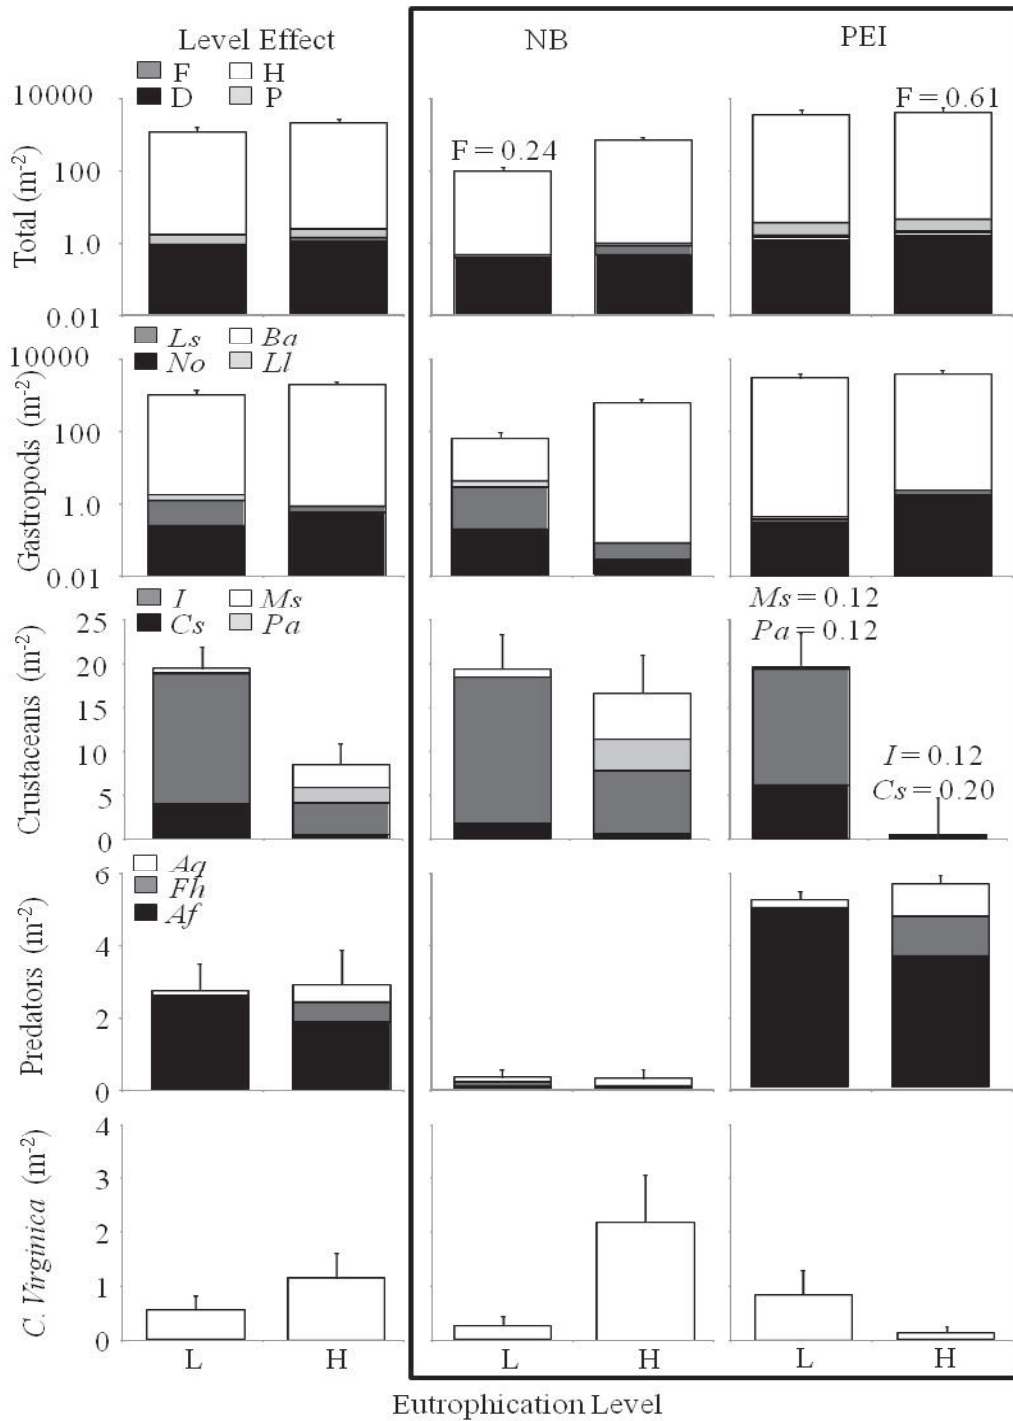 Level Effect
NB
PEI
F H
D P
Total (m-2)
10000
100
1.0
0.01
F = 0.24
F = 0.61
Ls Ba
No Ll
Gastropods (m-2)
10000
100
1.0
0.01
I Ms
Cs Pa
Crustaceans (m-2)
25
20
15
10
5
0
Ms = 0.12
Pa = 0.12
I = 0.12
Cs = 0.20
Aq
Fh
Af
Predators (m-2)
6
4
2
0
C. Virginica (m-2)
4
3
2
1
0
L H L H L H
Eutrophication Level